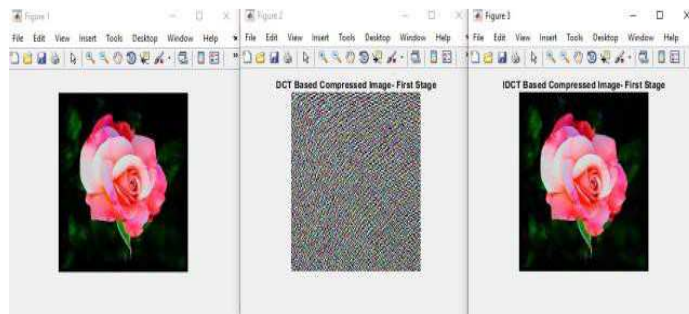 Figure 1
File Edit View Insert Tools Desktop Window Help
Figure 2
File Edit View Insert Tools Desktop Window Help
DCT Based Compressed Image- First Stage
Figure 3
File Edit View Insert Tools Desktop Window Help
IDCT Based Compressed Image- First Stage